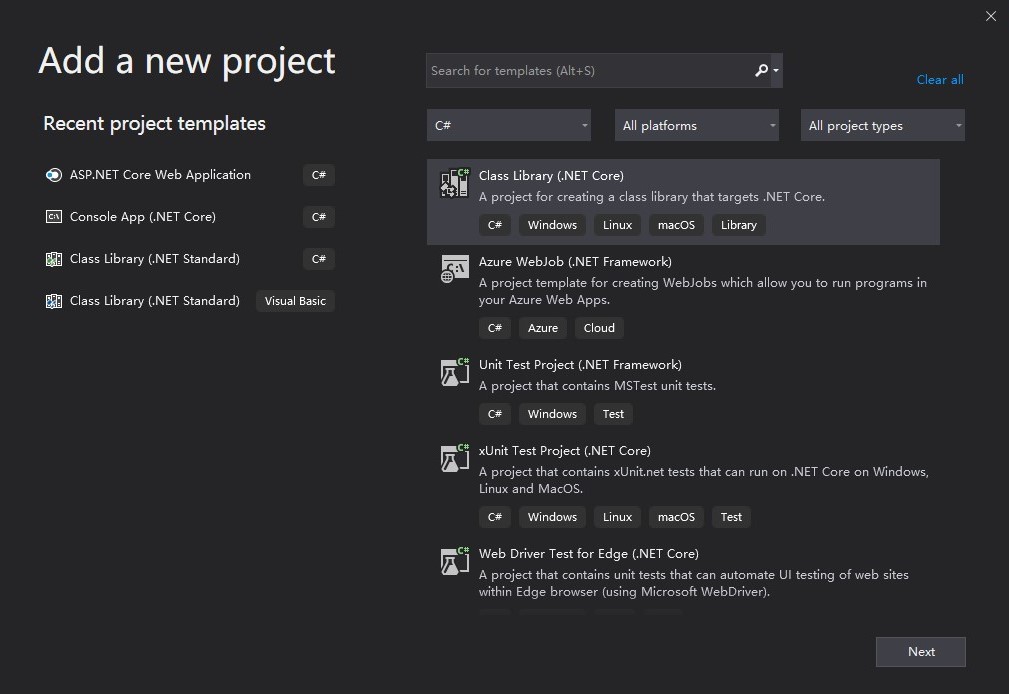 Add a new project
Recent project templates
ASP.NET Core Web Application
C#
Console App (.NET Core)
C#
Class Library (.NET Standard)
C#
Class Library (.NET Standard)
Visual Basic
Search for templates (Alt+S)
Clear all
C#
All platforms
All project types
Class Library (.NET Core)
A project for creating a class library that targets .NET Core.
C# Windows Linux macOS Library
Azure WebJob (.NET Framework)
A project template for creating WebJobs which allow you to run programs in
your Azure Web Apps.
C# Azure Cloud
Unit Test Project (.NET Framework)
A project that contains MSTest unit tests.
C# Windows Test
xUnit Test Project (.NET Core)
A project that contains xUnit.net tests that can run on .NET Core on Windows,
Linux and MacOS.
C# Windows Linux macOS Test
Web Driver Test for Edge (.NET Core)
A project that contains unit tests that can automate UI testing of web sites
within Edge browser (using Microsoft WebDriver).
Next